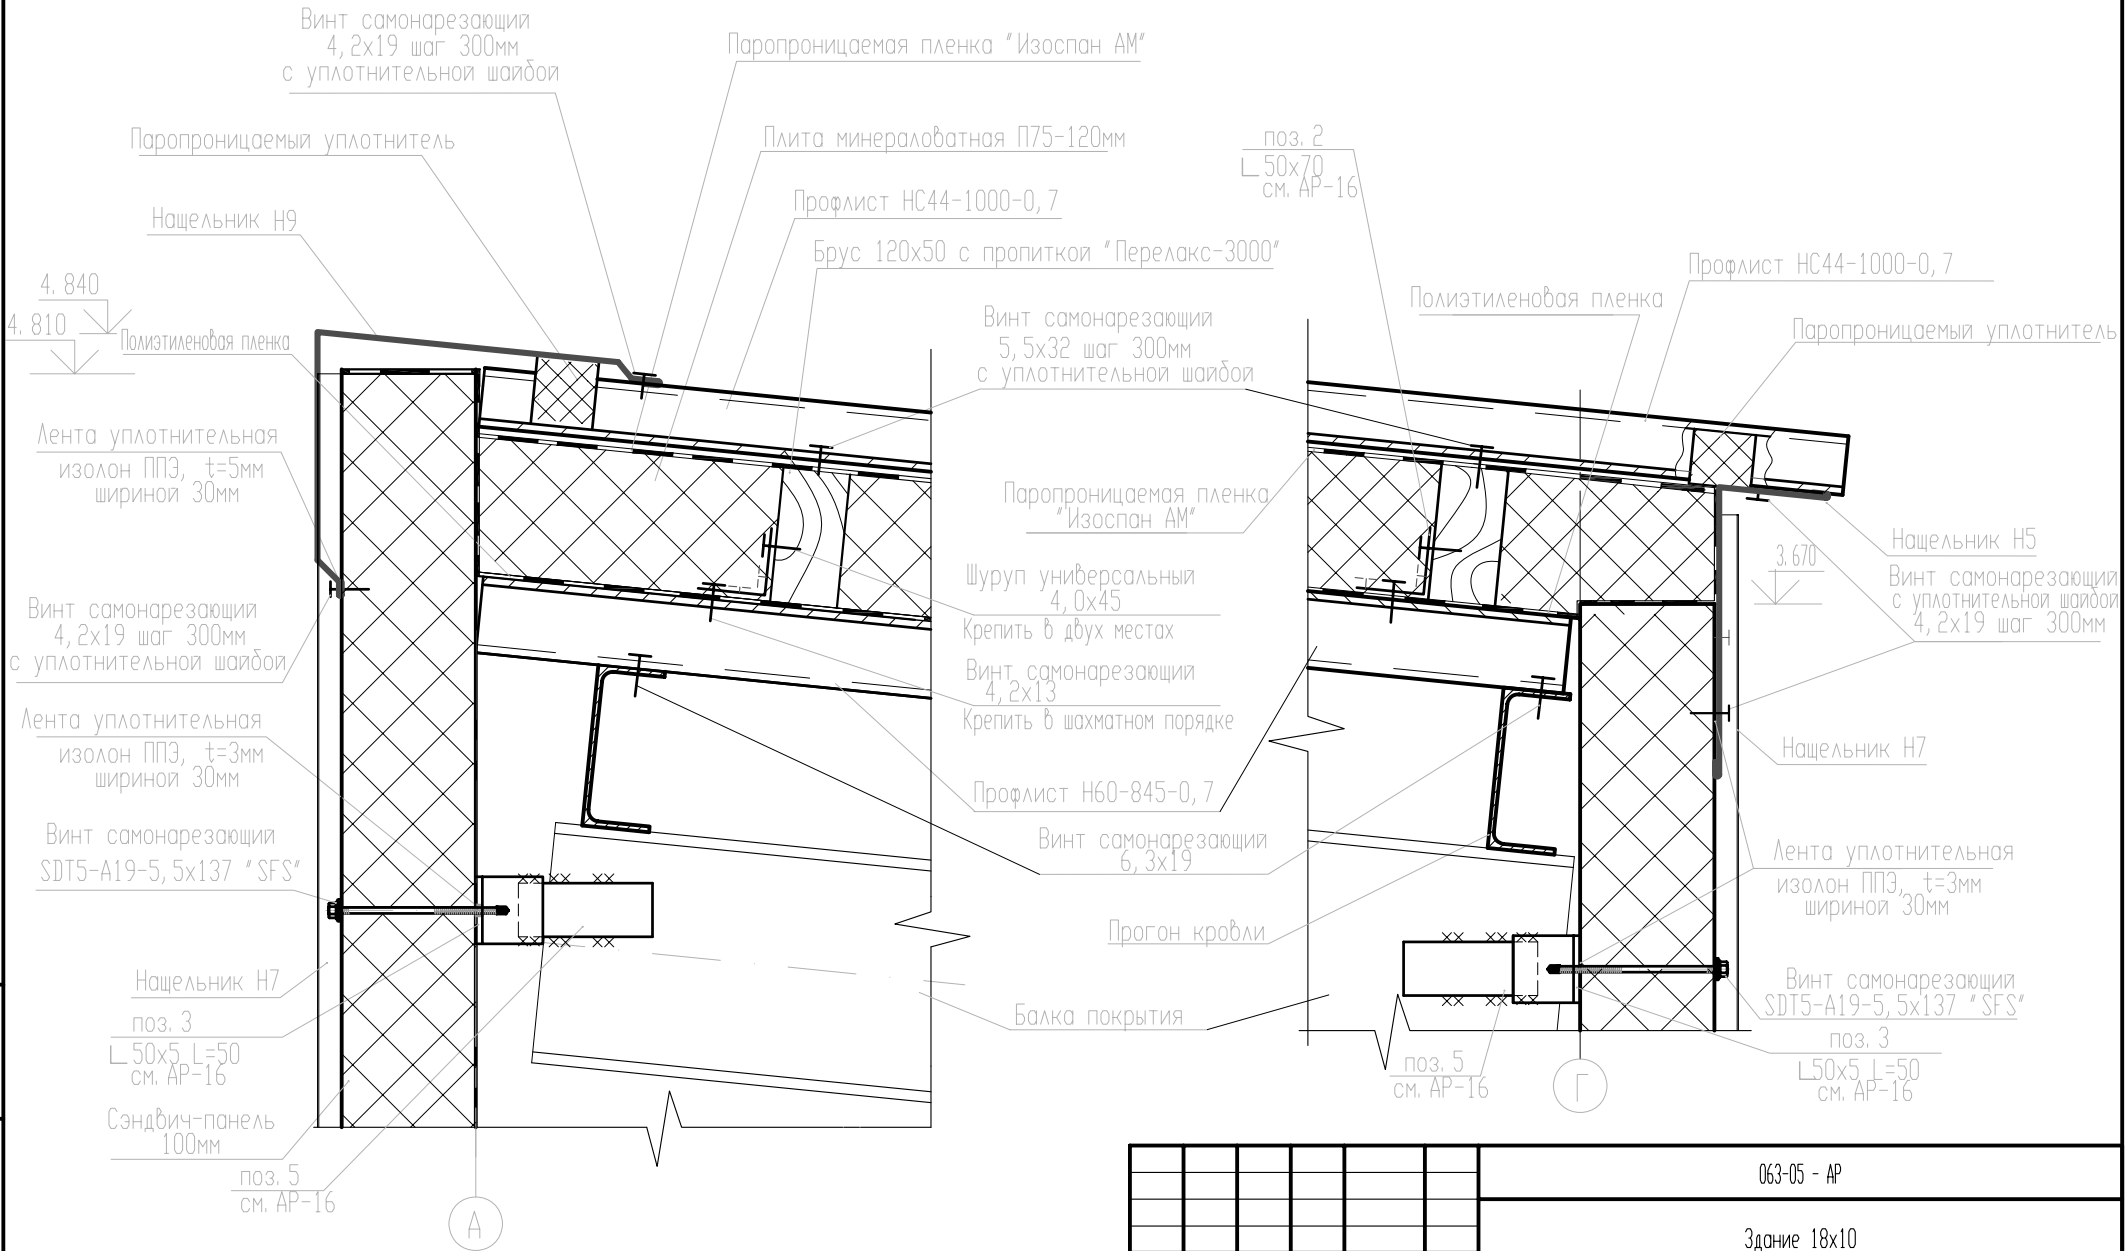 Винт самонарезающий
4,2х19 шаг 300мм
с уплотнительной шайбой
Паропроницаемый уплотнитель
Нащельник Н9
4.840
4.810
Полиэтиленовая пленка
Лента уплотнительная
изолон ППЭ, t=5мм
шириной 30мм
Винт самонарезающий
4,2х19 шаг 300мм
с уплотнительной шайбой
Лента уплотнительная
изолон ППЭ, t=3мм
шириной 30мм
Винт самонарезающий
SDT5-A19-5,5х137 "SFS"
Нащельник Н7
поз. 3
∟50х5 L=50
см. АР-16
Сэндвич-панель
100мм
поз. 5
см. АР-16
А
Паропроницаемая пленка "Изоспан АМ"
Плита минераловатная П75-120мм
Профлист НС44-1000-0,7
Брус 120х50 с пропиткой "Перелакс-3000"
Винт самонарезающий
5,5х32 шаг 300мм
с уплотнительной шайбой
Паропроницаемая пленка
"Изоспан АМ"
Шуруп универсальный
4,0х45
Крепить в двух местах
Винт самонарезающий
4,2х13
Крепить в шахматном порядке
Профлист Н60-845-0,7
Винт самонарезающий
6,3х19
Прогон кровли
Балка покрытия
поз. 2
∟50х70
см. АР-16
Полиэтиленовая пленка
Профлист НС44-1000-0,7
Паропроницаемый уплотнитель
Нащельник Н5
3.670
Винт самонарезающий
с уплотнительной шайбой
4,2х19 шаг 300мм
Нащельник Н7
Лента уплотнительная
изолон ППЭ, t=3мм
шириной 30мм
Винт самонарезающий
SDT5-A19-5,5х137 "SFS"
поз. 3
∟50х5 L=50
см. АР-16
поз. 5
см. АР-16
Г
063-05 - АР
Здание 18х10